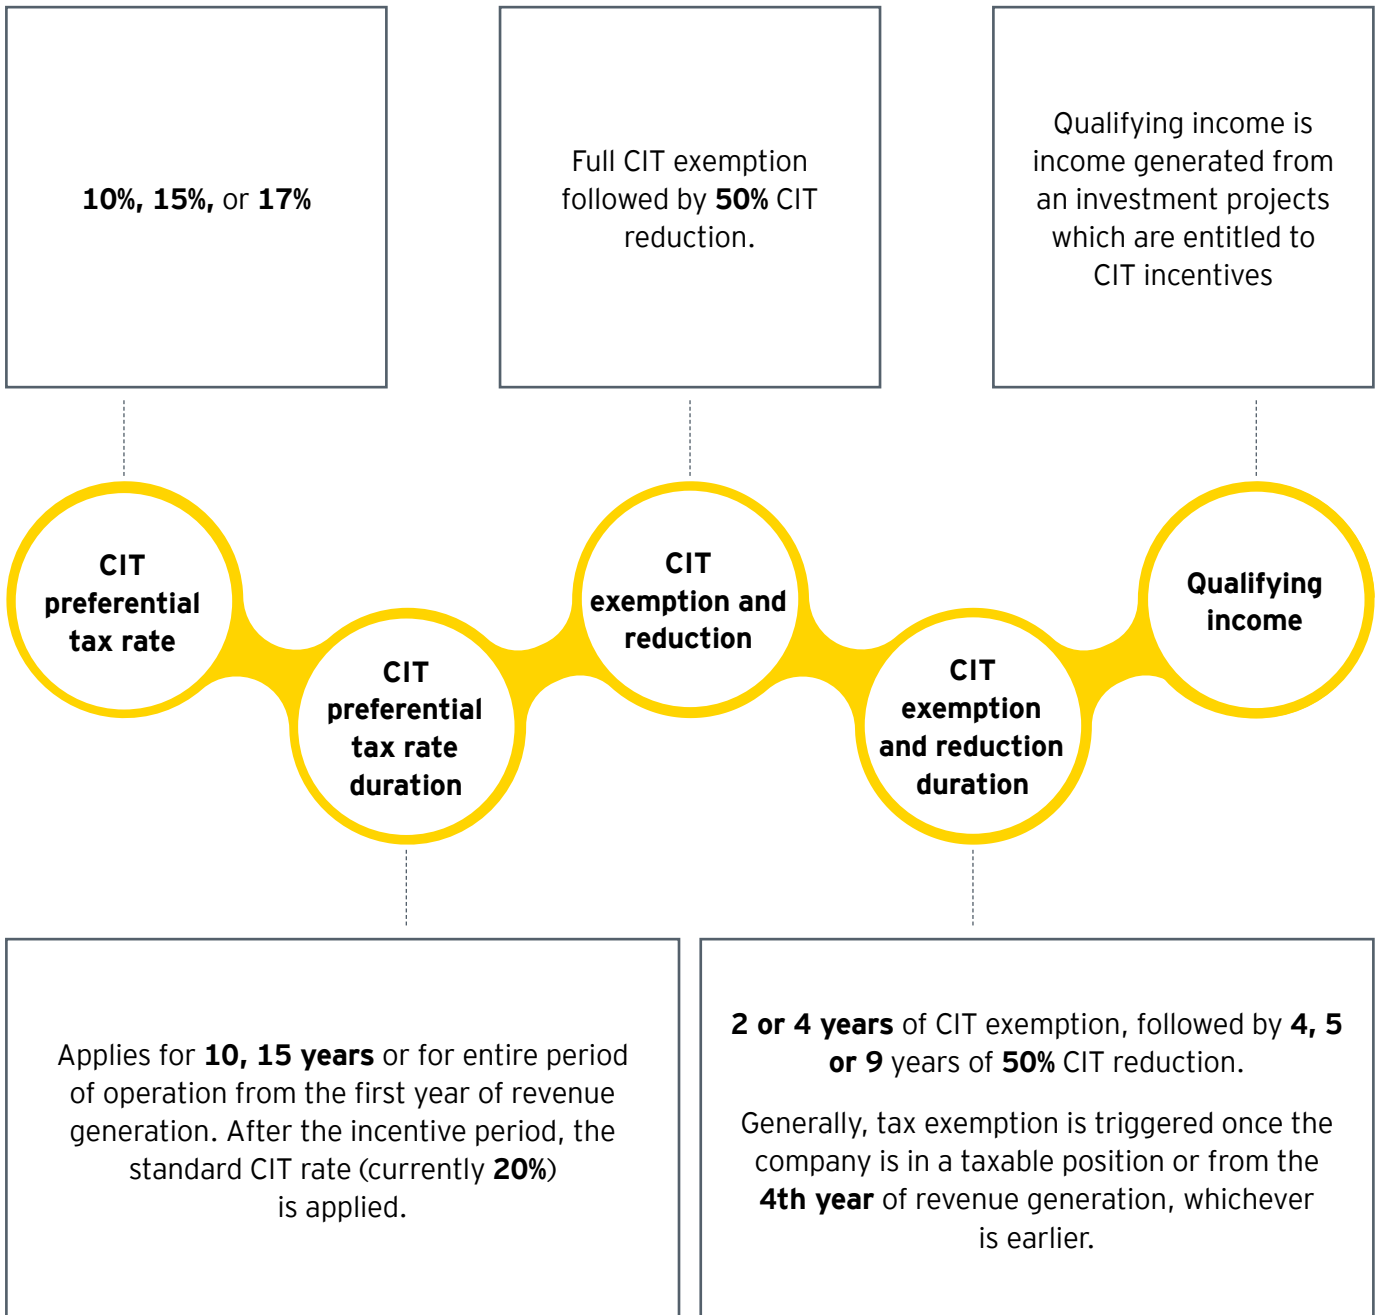 10%, 15%, or 17%
Full CIT exemption
followed by 50% CIT
reduction.
Qualifying income is
income generated from
an investment projects
which are entitled to
CIT incentives
CIT
preferential
tax rate
CIT
preferential
tax rate
duration
CIT
exemption and
reduction
CIT
exemption
and reduction
duration
Qualifying
income
Applies for 10, 15 years or for entire period
of operation from the first year of revenue
generation. After the incentive period, the
standard CIT rate (currently 20%)
is applied.
2 or 4 years of CIT exemption, followed by 4, 5
or 9 years of 50% CIT reduction.
Generally, tax exemption is triggered once the
company is in a taxable position or from the
4th year of revenue generation, whichever
is earlier.